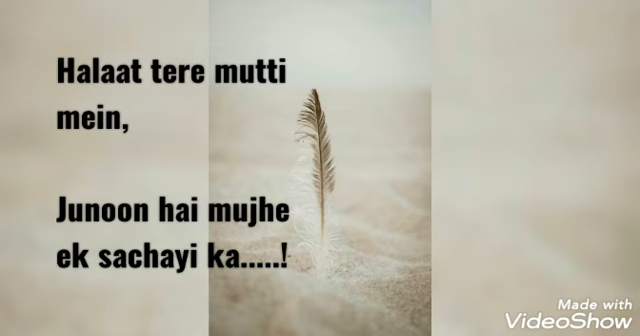 Halaat tere mutti
mein,
Junoon hai mujhe
ek sachayi ka.....!
Made with
VideoShow